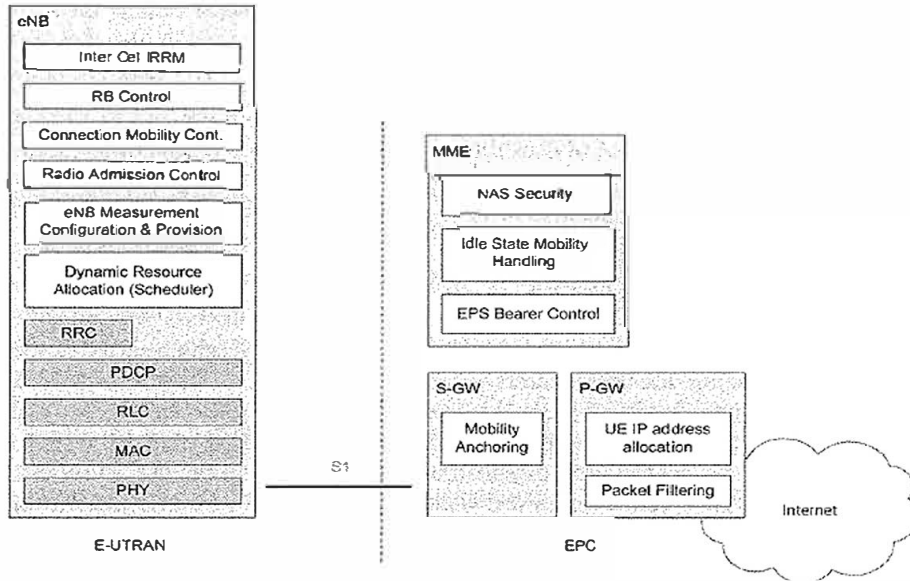 eNB
Inter Cell RRM
RB Control
Connection Mobility Cont.
Radio Admission Control
eNB Measurement
Configuration & Provision
Dynamic Resource
Allocation (Scheduler)
RRC
PDCP
RLC
MAC
PHY
E-UTRAN
S1
MME
NAS Security
Idle State Mobility
Handling
EPS Bearer Control
S-GW
Mobility
Anchoring
P-GW
UE IP address
allocation
Packet Filtering
Internet
EPC